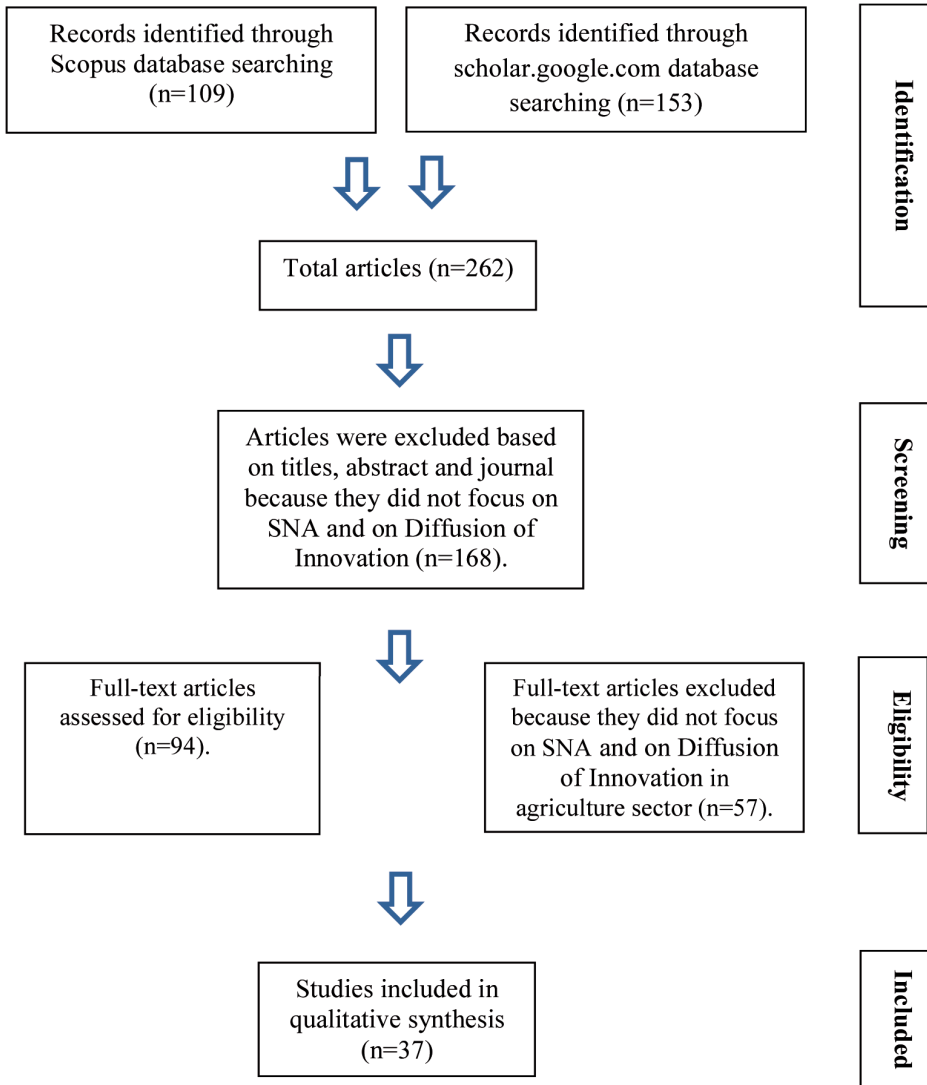 Records identified through
Scopus database searching
(n=109)
Records identified through
scholar.google.com database
searching (n=153)
Identification
Total articles (n=262)
Articles were excluded based
on titles, abstract and journal
because they did not focus on
SNA and on Diffusion of
Innovation (n=168).
Screening
Full-text articles
assessed for eligibility
(n=94).
Full-text articles excluded
because they did not focus
on SNA and on Diffusion
of Innovation in
agriculture sector (n=57).
Eligibility
Studies included in
qualitative synthesis
(n=37)
Included